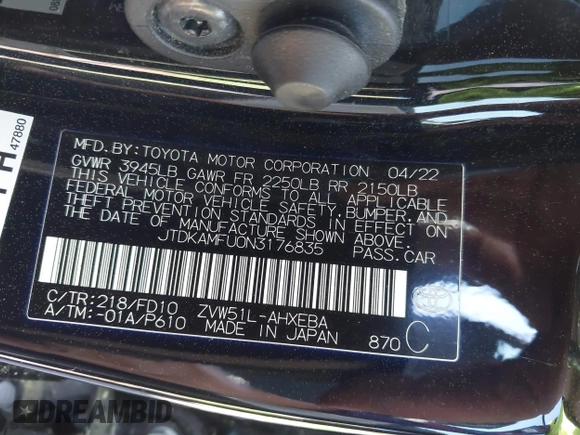 MFD.BY:TOYOTA MOTOR CORPORATION 04/22
GVWR 3945LB GAWR FR 2250LB RR 2150LB
THIS VEHICLE CONFORMS TO ALL APPLICABLE
FEDERAL MOTOR VEHICLE SAFETY,BUMPER,AND
THEFT PREVENTION STANDARDS IN EFFECT ON
THE DATE OF MANUFACTURE SHOWN ABOVE.
JTDKAMFU0N3176835 PASS.CAR
C/TR:218/FD10 ZVW51L-AHXEBA
A/TM:-01A/P610 MADE IN JAPAN 870 C
47880
DREAMBID